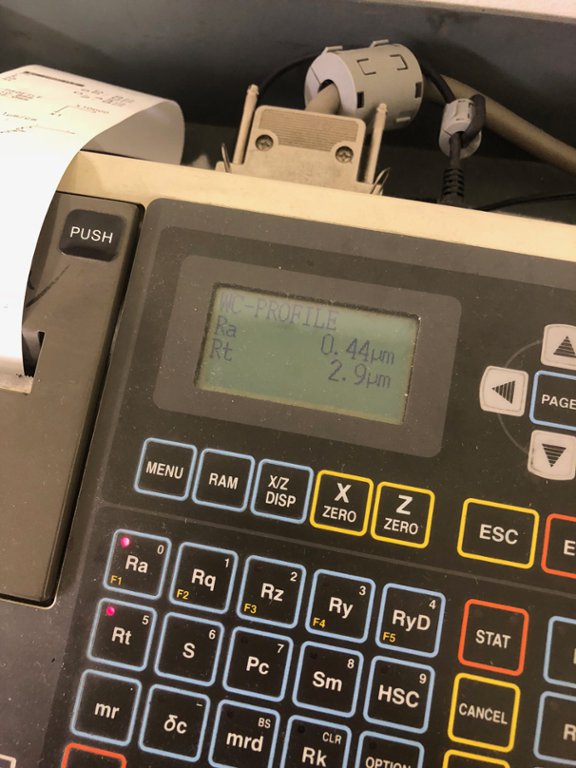 PUSH
WC-PROFILE
Ra 0.44µm
Rt 2.9µm
PAGE
MENU
RAM
X/Z DISP
X ZERO
Z ZERO
ESC
E
Ra 0 F1
Rq 1 F2
Rz 2 F3
Ry 3 F4
RyD 4 F5
STAT
Rt 5
S 6
Pc 7
Sm 8
HSC 9
CANCEL
mr
δc −
mrd BS
Rk CLR
OPTION
R